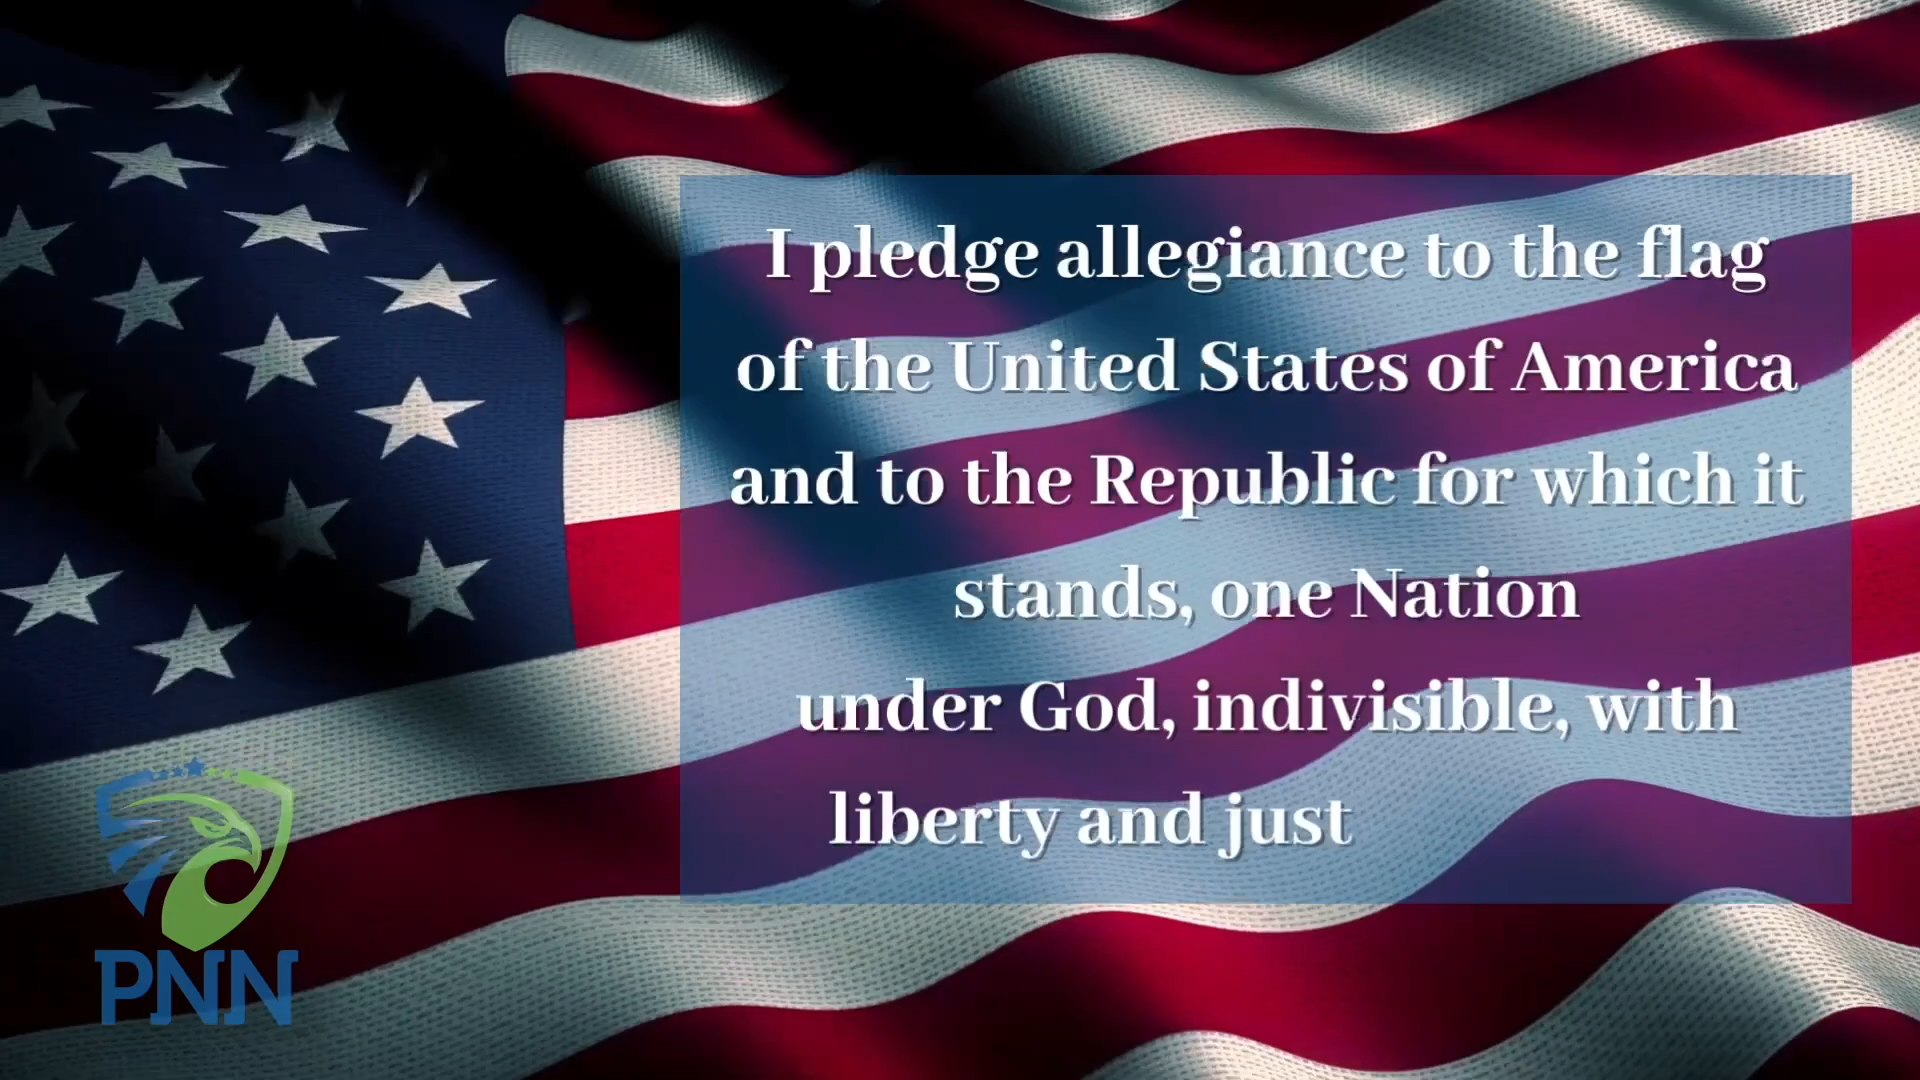 I pledge allegiance to the flag
of the United States of America
and to the Republic for which it
stands, one Nation
under God, indivisible, with
liberty and just
PNN